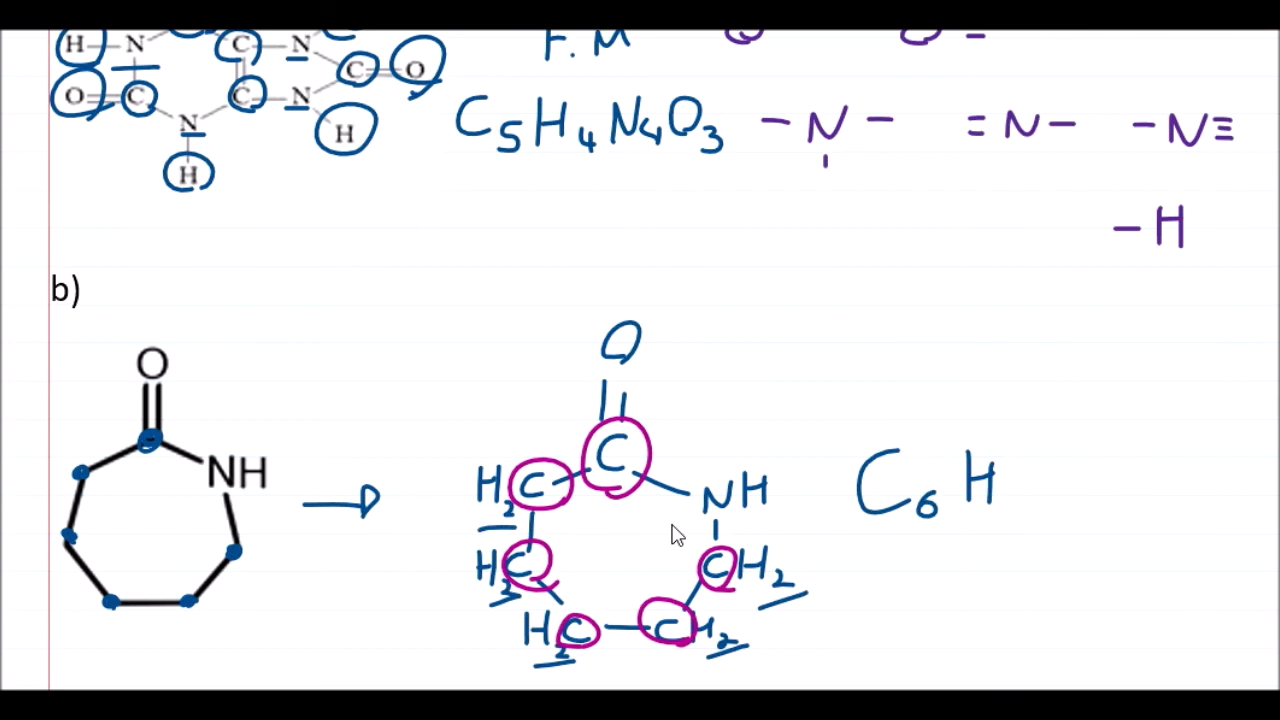 H N C N C O
F. M
O C C N H
N
H
C5H4N4O3 – N – = N – – N ≡
– H
b)
O
O
C
NH → H2C NH C6 H
H2C CH2
H2C — CH2